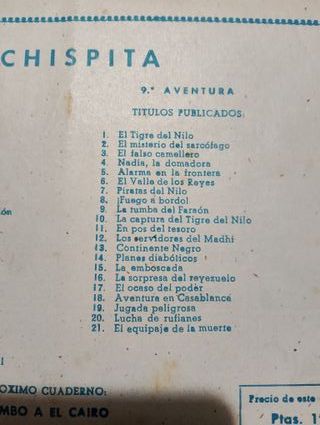 CHISPITA
9.ª AVENTURA
TITULOS PUBLICADOS:
1. El Tigre del Nilo
2. El misterio del sarcófago
3. El falso camellero
4. Nadia, la domadora
5. Alarma en la frontera
6. El Valle de los Reyes
7. Piratas del Nilo
8. ¡Fuego a bordo!
9. La tumba del Faraón
10. La captura del Tigre del Nilo
11. En pos del tesoro
12. Los servidores del Madhi
13. Continente Negro
14. Planes diabólicos
15. La emboscada
16. La sorpresa del reyezuelo
17. El ocaso del poder
18. Aventura en Casablanca
19. Jugada peligrosa
20. Lucha de rufianes
21. El equipaje de la muerte
OXIMO CUADERNO:
MBO A EL CAIRO
Precio de este
Ptas.